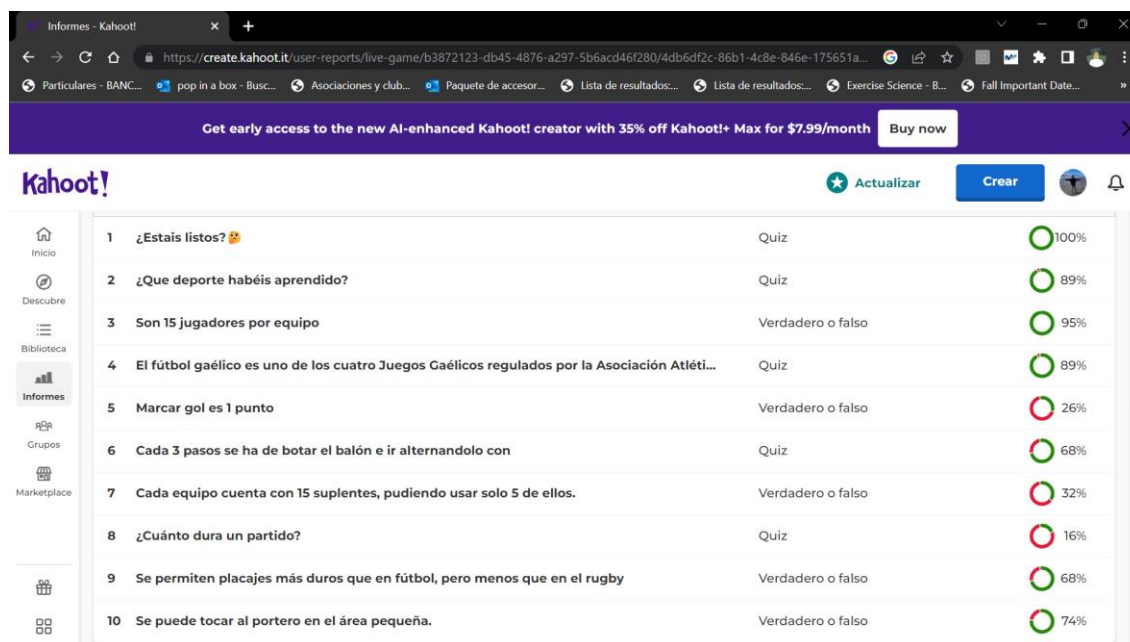 Informes - Kahoot!
https://create.kahoot.it/user-reports/live-game/b3872123-db45-4876-a297-5b6acd46f280/4db6df2c-86b1-4c8e-846e-175651a...
Particulares - BANC... pop in a box - Busc... Asociaciones y club... Paquete de accesor... Lista de resultados:... Lista de resultados:... Exercise Science - B... Fall Important Date... »
Get early access to the new AI-enhanced Kahoot! creator with 35% off Kahoot!+ Max for $7.99/month Buy now
Kahoot! Actualizar Crear
Inicio
Descubre
Biblioteca
Informes
Grupos
Marketplace
1 ¿Estais listos?🤔 Quiz 100%
2 ¿Que deporte habéis aprendido? Quiz 89%
3 Son 15 jugadores por equipo Verdadero o falso 95%
4 El fútbol gaélico es uno de los cuatro Juegos Gaélicos regulados por la Asociación Atléti... Quiz 89%
5 Marcar gol es 1 punto Verdadero o falso 26%
6 Cada 3 pasos se ha de botar el balón e ir alternandolo con Quiz 68%
7 Cada equipo cuenta con 15 suplentes, pudiendo usar solo 5 de ellos. Verdadero o falso 32%
8 ¿Cuánto dura un partido? Quiz 16%
9 Se permiten placajes más duros que en fútbol, pero menos que en el rugby Verdadero o falso 68%
10 Se puede tocar al portero en el área pequeña. Verdadero o falso 74%